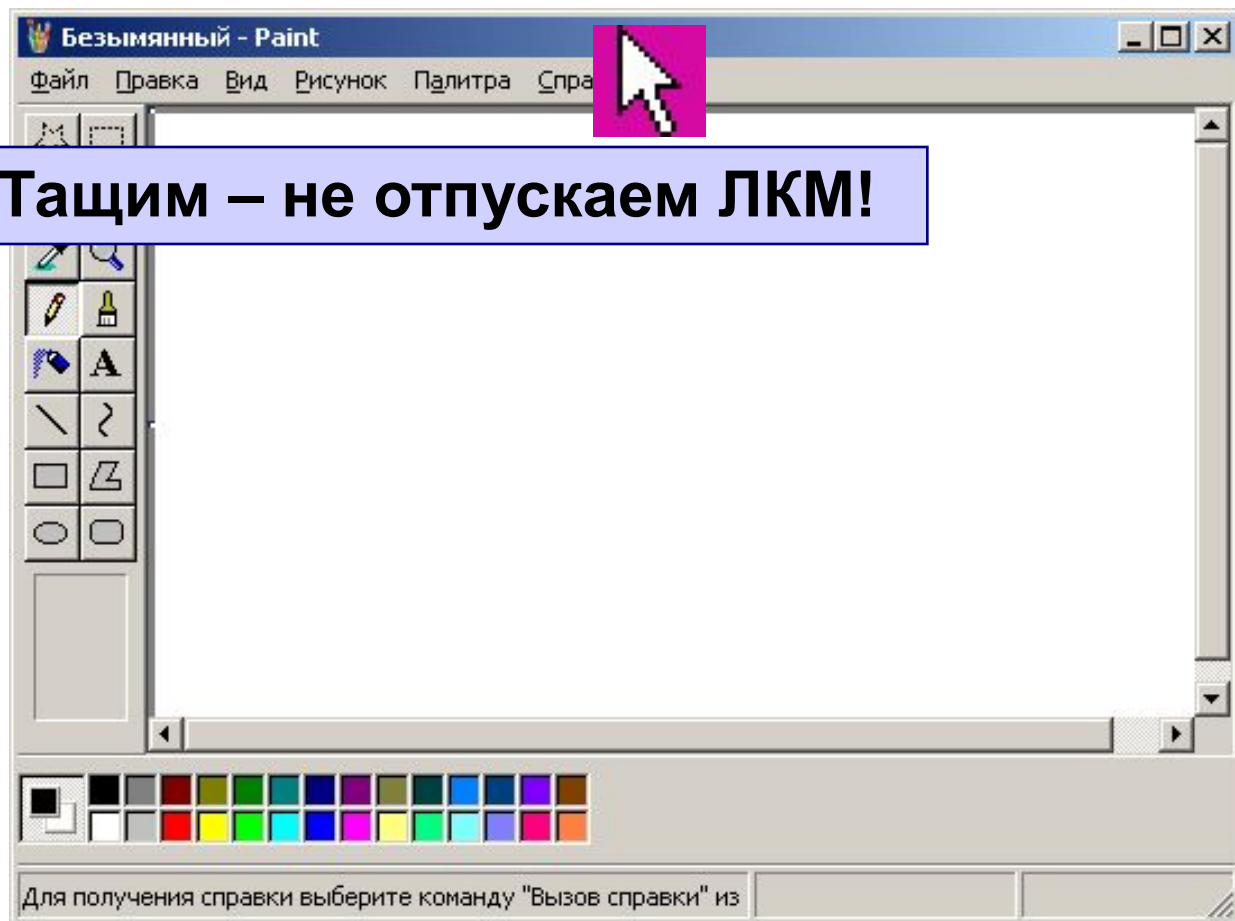 Безымянный - Paint
Файл Правка Вид Рисунок Палитра
Тащим – не отпускаем ЛКМ!
A
Для получения справки выберите команду "Вызов справки" из